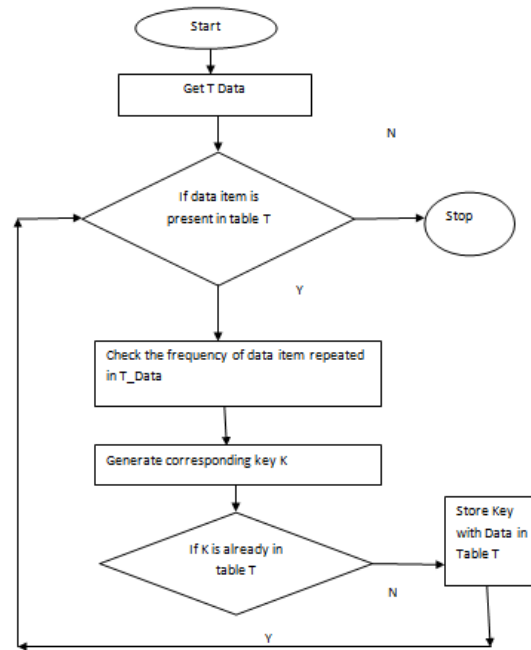 Start
Get T Data
N
If data item is
present in table T
Stop
Y
Check the frequency of data item repeated
in T_Data
Generate corresponding key K
Store Key
with Data in
Table T
If K is already in
table T
N
Y